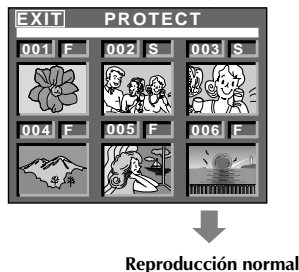 EXIT PROTECT
001 F 002 S 003 S
004 F 005 F 006 F
Reproducción normal